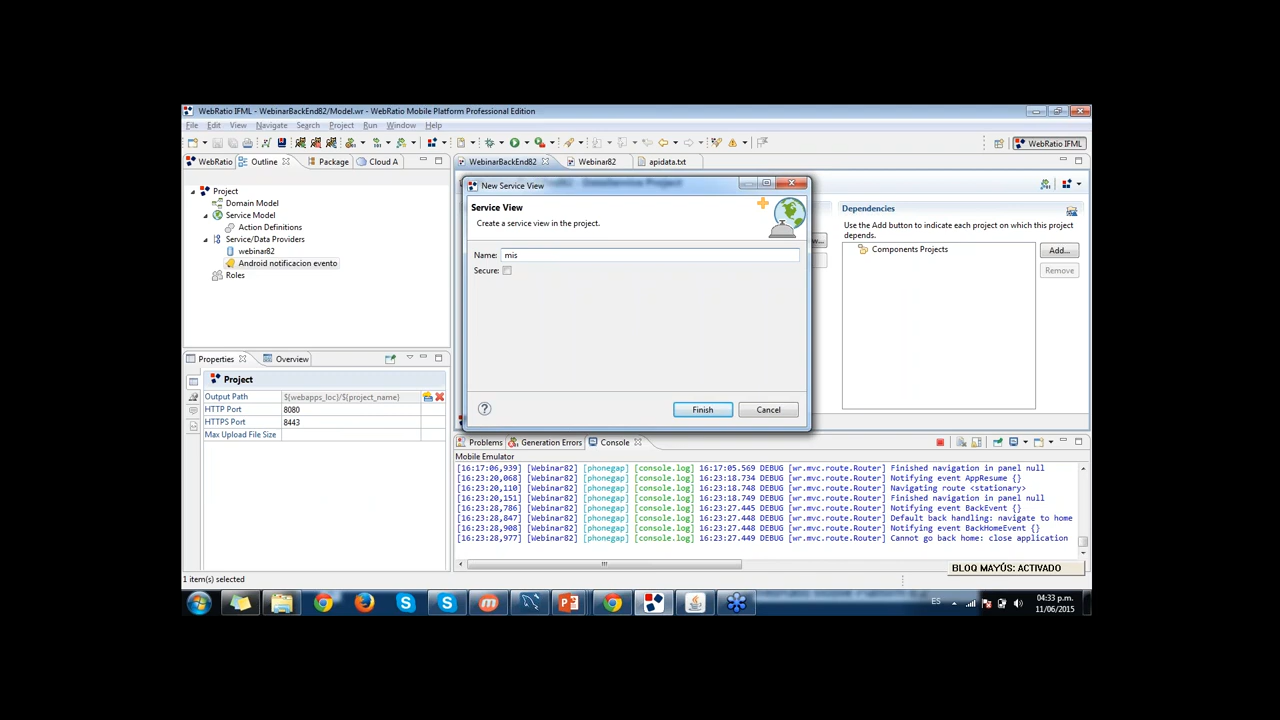 WebRatio IFML - WebinarBackEnd82/Model.wr - WebRatio Mobile Platform Professional Edition
File Edit View Navigate Search Project Run Window Help
WebRatio IFML
WebRatio Outline Package Cloud A
WebinarBackEnd82 Webinar82 apidata.txt
Project
Domain Model
Service Model
Action Definitions
Service/Data Providers
webinar82
Android notificacion evento
Roles
New Service View
Service View
Create a service view in the project.
Name: mis
Secure:
Finish Cancel
Dependencies
Use the Add button to indicate each project on which this project
depends.
Components Projects
Add...
Remove
Properties Overview
Project
Output Path ${webapps_loc}/${project_name}
HTTP Port 8080
HTTPS Port 8443
Max Upload File Size
Problems Generation Errors Console
Mobile Emulator
[16:17:06,939] [Webinar82] [phonegap] [console.log] 16:17:05.569 DEBUG [wr.mvc.route.Router] Finished navigation in panel null
[16:23:20,068] [Webinar82] [phonegap] [console.log] 16:23:18.734 DEBUG [wr.mvc.route.Router] Notifying event AppResume {}
[16:23:20,110] [Webinar82] [phonegap] [console.log] 16:23:18.748 DEBUG [wr.mvc.route.Router] Navigating route <stationary>
[16:23:20,151] [Webinar82] [phonegap] [console.log] 16:23:18.749 DEBUG [wr.mvc.route.Router] Finished navigation in panel null
[16:23:28,786] [Webinar82] [phonegap] [console.log] 16:23:27.445 DEBUG [wr.mvc.route.Router] Notifying event BackEvent {}
[16:23:28,847] [Webinar82] [phonegap] [console.log] 16:23:27.448 DEBUG [wr.mvc.route.Router] Default back handling: navigate to home
[16:23:28,908] [Webinar82] [phonegap] [console.log] 16:23:27.448 DEBUG [wr.mvc.route.Router] Notifying event BackHomeEvent {}
[16:23:28,977] [Webinar82] [phonegap] [console.log] 16:23:27.449 DEBUG [wr.mvc.route.Router] Cannot go back home: close application
BLOQ MAYÚS: ACTIVADO
1 item(s) selected
ES
04:33 p.m.
11/06/2015